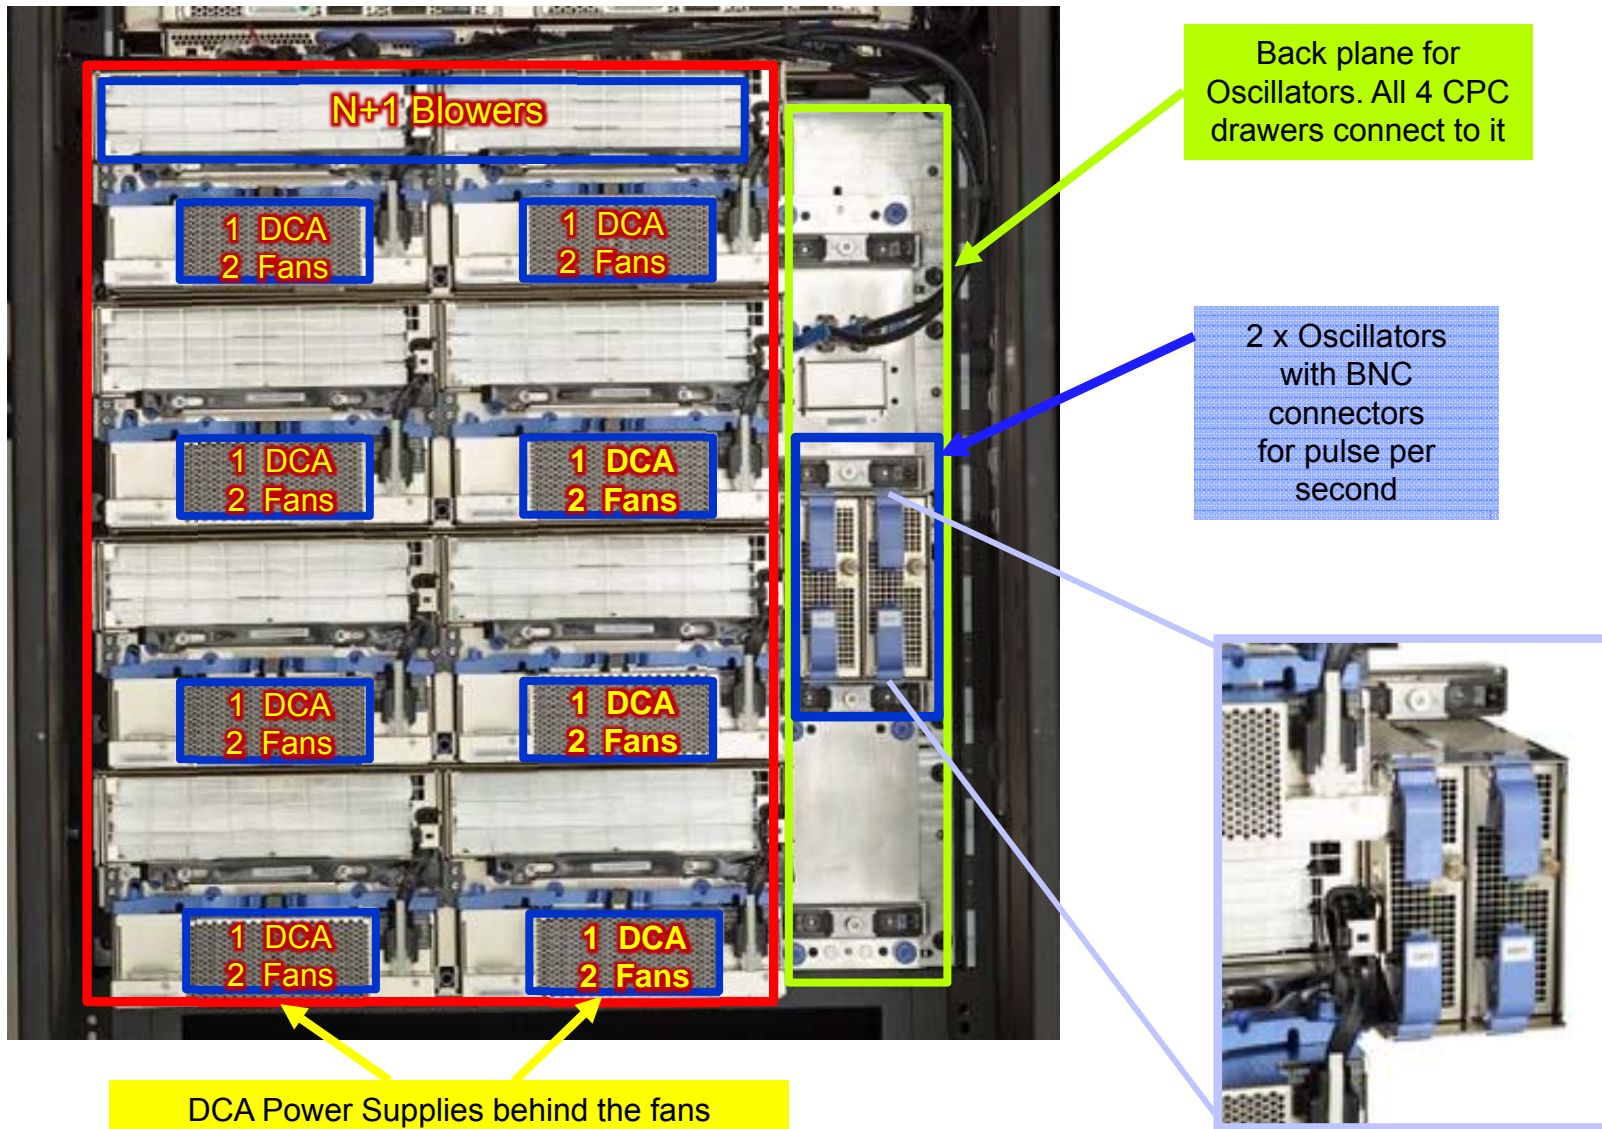 Back plane for
Oscillators. All 4 CPC
drawers connect to it
N+1 Blowers
1 DCA
2 Fans
1 DCA
2 Fans
2 x Oscillators
with BNC
connectors
for pulse per
second
1 DCA
2 Fans
1 DCA
2 Fans
1 DCA
2 Fans
1 DCA
2 Fans
1 DCA
2 Fans
1 DCA
2 Fans
DCA Power Supplies behind the fans